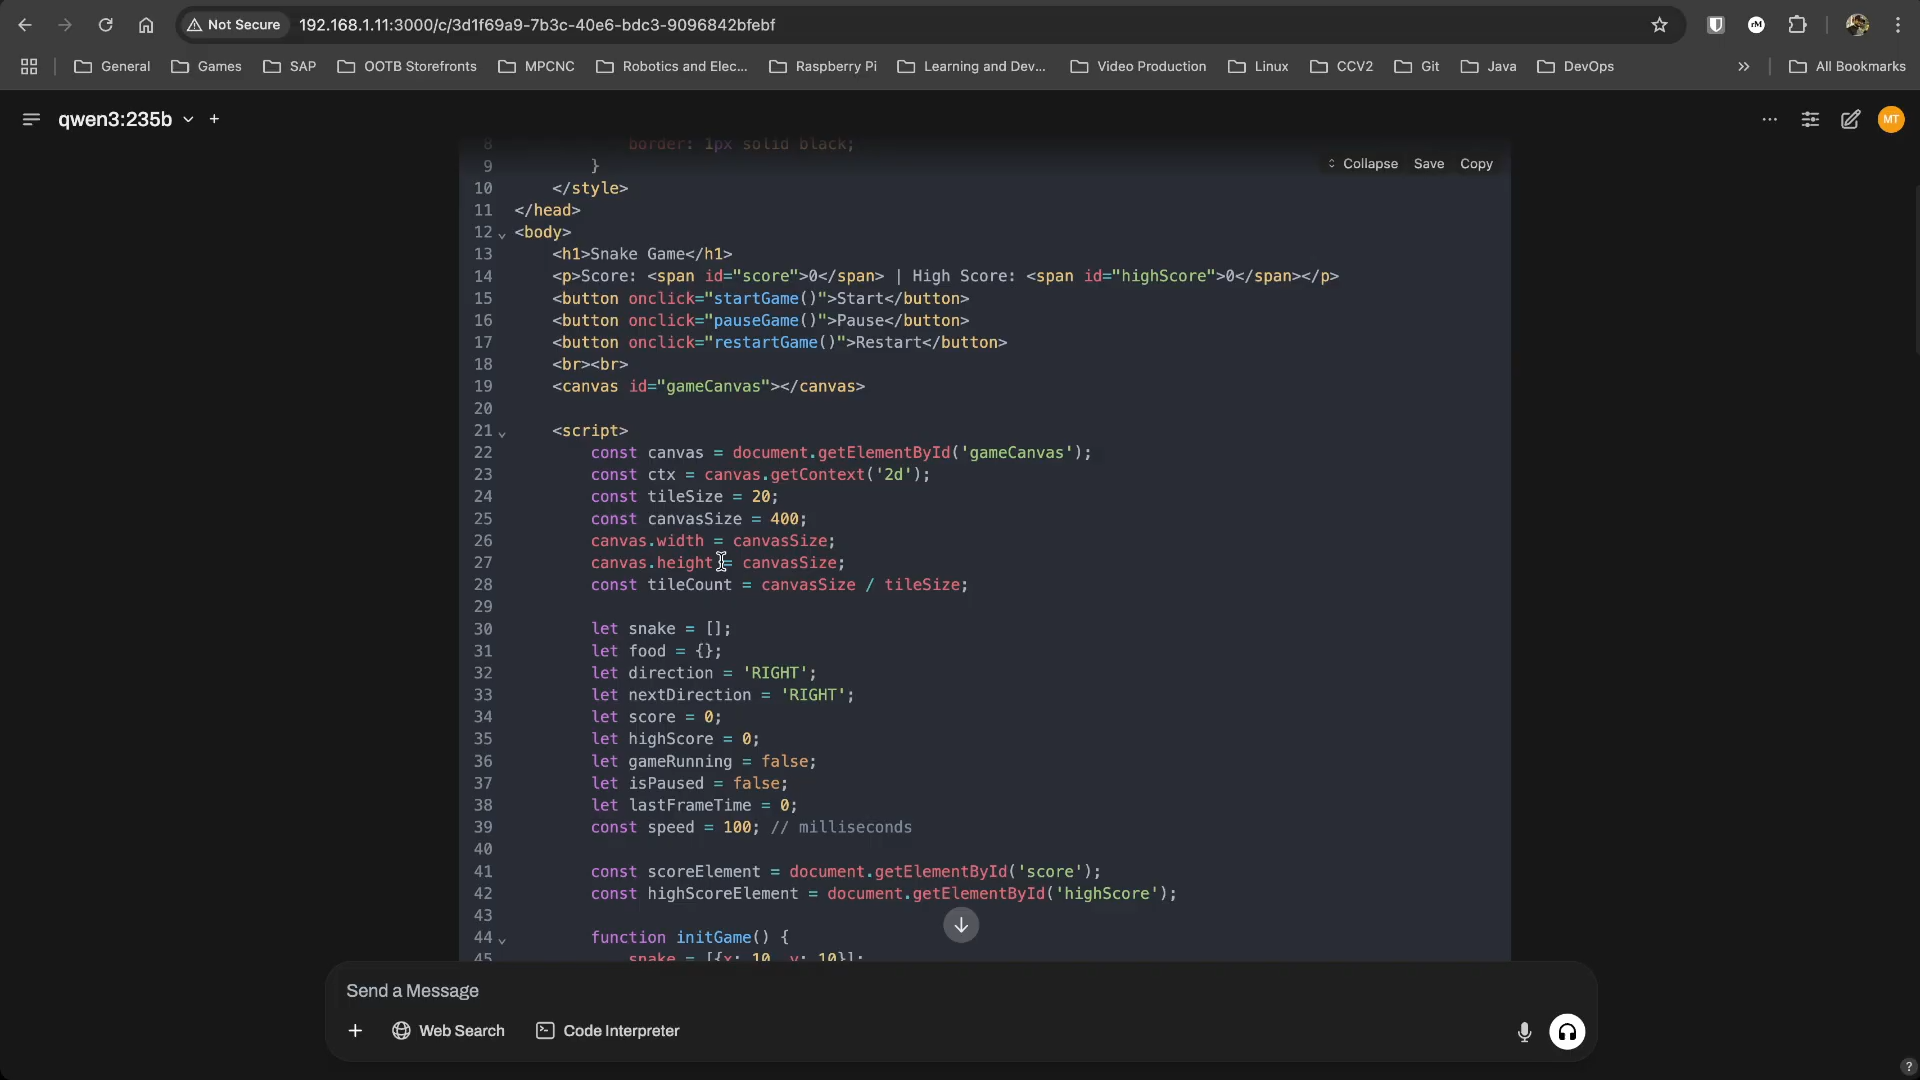 Not Secure 192.168.1.11:3000/c/3d1f69a9-7b3c-40e6-bdc3-9096842bfebf
General Games SAP OOTB Storefronts MPCNC Robotics and Elec... Raspberry Pi Learning and Dev... Video Production Linux CCV2 Git Java DevOps » All Bookmarks
qwen3:235b
MT
Collapse Save Copy
8 border: 1px solid black;
9 }
10 </style>
11 </head>
12 <body>
13 <h1>Snake Game</h1>
14 <p>Score: <span id="score">0</span> | High Score: <span id="highScore">0</span></p>
15 <button onclick="startGame()">Start</button>
16 <button onclick="pauseGame()">Pause</button>
17 <button onclick="restartGame()">Restart</button>
18 <br><br>
19 <canvas id="gameCanvas"></canvas>
20
21 <script>
22 const canvas = document.getElementById('gameCanvas');
23 const ctx = canvas.getContext('2d');
24 const tileSize = 20;
25 const canvasSize = 400;
26 canvas.width = canvasSize;
27 canvas.height = canvasSize;
28 const tileCount = canvasSize / tileSize;
29
30 let snake = [];
31 let food = {};
32 let direction = 'RIGHT';
33 let nextDirection = 'RIGHT';
34 let score = 0;
35 let highScore = 0;
36 let gameRunning = false;
37 let isPaused = false;
38 let lastFrameTime = 0;
39 const speed = 100; // milliseconds
40
41 const scoreElement = document.getElementById('score');
42 const highScoreElement = document.getElementById('highScore');
43
44 function initGame() {
45 snake = [{x: 10, y: 10}];
Send a Message
Web Search Code Interpreter
?